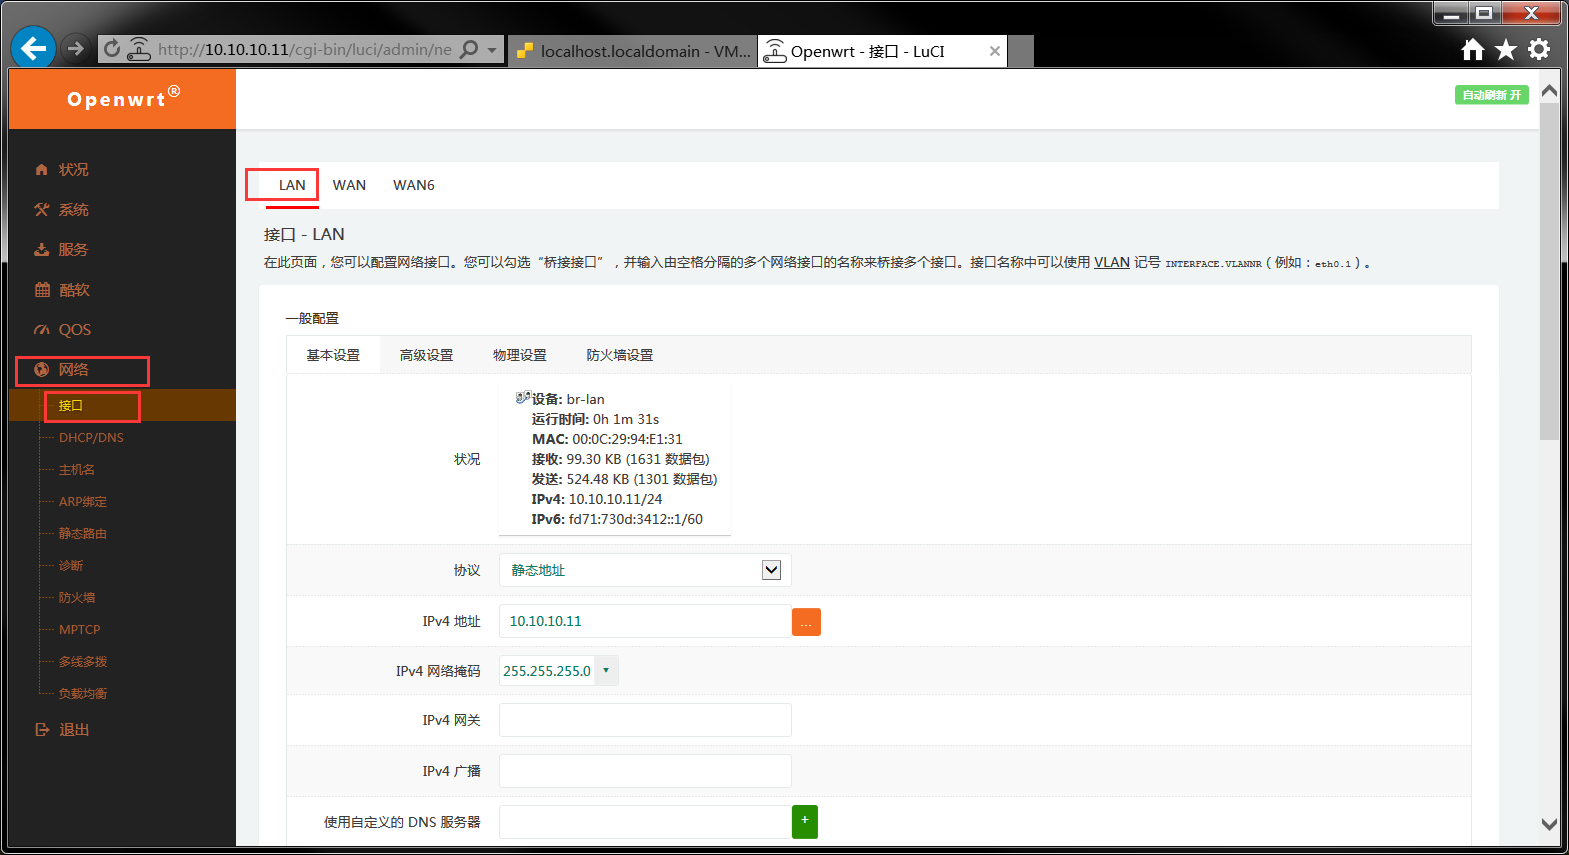 http://10.10.10.11/cgi-bin/luci/admin/ne
localhost.localdomain - VM...
Openwrt - 接口 - LuCI
Openwrt®
自动刷新 开
状况
系统
服务
酷软
QOS
网络
接口
DHCP/DNS
主机名
ARP绑定
静态路由
诊断
防火墙
MPTCP
多线多拨
负载均衡
退出
LAN WAN WAN6
接口 - LAN
在此页面，您可以配置网络接口。您可以勾选“桥接接口”，并输入由空格分隔的多个网络接口的名称来桥接多个接口。接口名称中可以使用 VLAN 记号 INTERFACE.VLANNR（例如：eth0.1）。
一般配置
基本设置 高级设置 物理设置 防火墙设置
状况
设备: br-lan
运行时间: 0h 1m 31s
MAC: 00:0C:29:94:E1:31
接收: 99.30 KB (1631 数据包)
发送: 524.48 KB (1301 数据包)
IPv4: 10.10.10.11/24
IPv6: fd71:730d:3412::1/60
协议 静态地址
IPv4 地址 10.10.10.11 ...
IPv4 网络掩码 255.255.255.0
IPv4 网关
IPv4 广播
使用自定义的 DNS 服务器 +